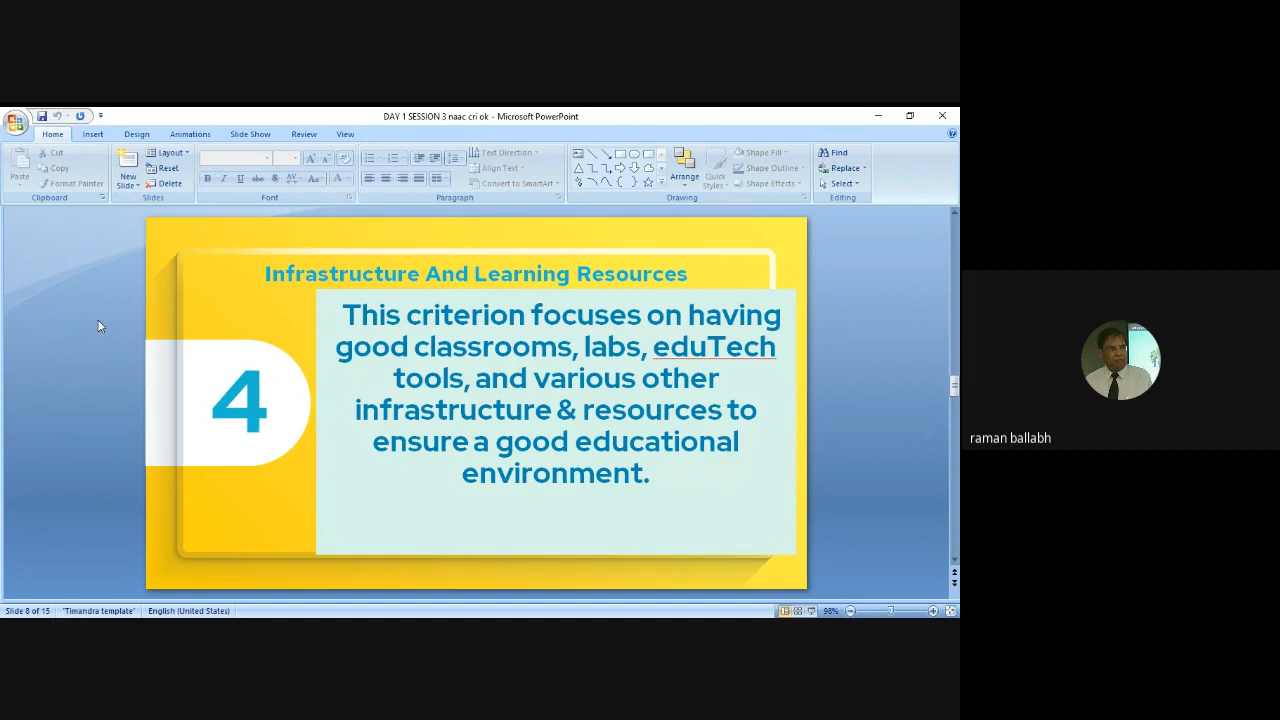 DAY 1 SESSION 3 naac cri ok - Microsoft PowerPoint
Home Insert Design Animations Slide Show Review View
Paste
Cut
Copy
Format Painter
Clipboard
New Slide
Layout
Reset
Delete
Slides
Font
Text Direction
Align Text
Convert to SmartArt
Paragraph
Arrange
Quick Styles
Shape Fill
Shape Outline
Shape Effects
Drawing
Find
Replace
Select
Editing
Infrastructure And Learning Resources
4
This criterion focuses on having
good classrooms, labs, eduTech
tools, and various other
infrastructure & resources to
ensure a good educational
environment.
raman ballabh
Slide 8 of 15 "Timandra template" English (United States) 98%